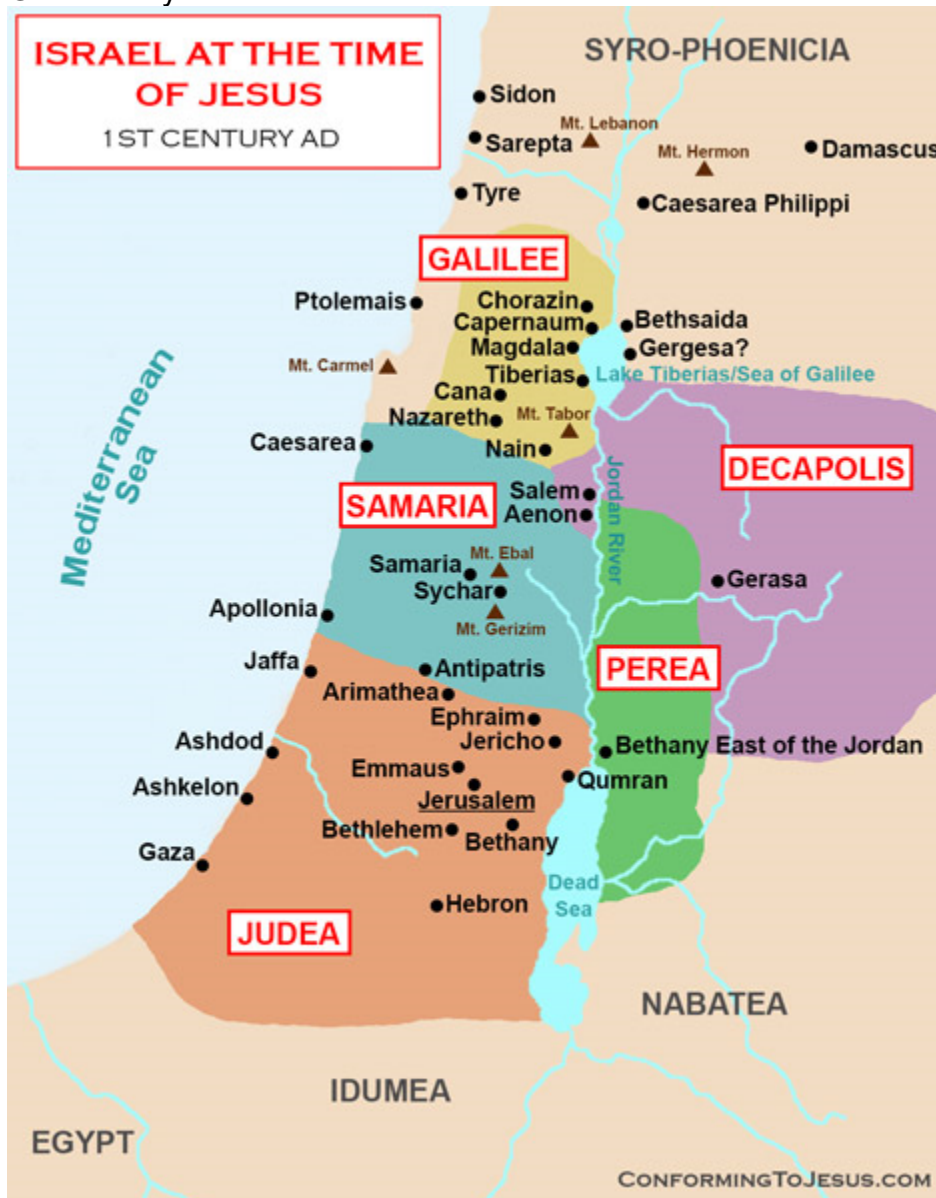 ISRAEL AT THE TIME
OF JESUS
1ST CENTURY AD
SYRO-PHOENICIA
Sidon
Mt. Lebanon
Sarepta
Mt. Hermon
Damascus
Tyre
Caesarea Philippi
GALILEE
Ptolemais
Chorazin
Capernaum
Bethsaida
Magdala
Gergesa?
Mt. Carmel
Tiberias
Lake Tiberias/Sea of Galilee
Cana
Nazareth
Mt. Tabor
Mediterranean
Sea
Caesarea
Nain
DECAPOLIS
Jordan River
SAMARIA
Salem
Aenon
Mt. Ebal
Samaria
Sychar
Gerasa
Apollonia
Mt. Gerizim
Jaffa
Antipatris
PEREA
Arimathea
Ephraim
Ashdod
Jericho
Bethany East of the Jordan
Emmaus
Qumran
Ashkelon
Jerusalem
Bethlehem
Bethany
Gaza
Dead
Sea
Hebron
JUDEA
NABATEA
IDUMEA
EGYPT
CONFORMINGTOJESUS.COM